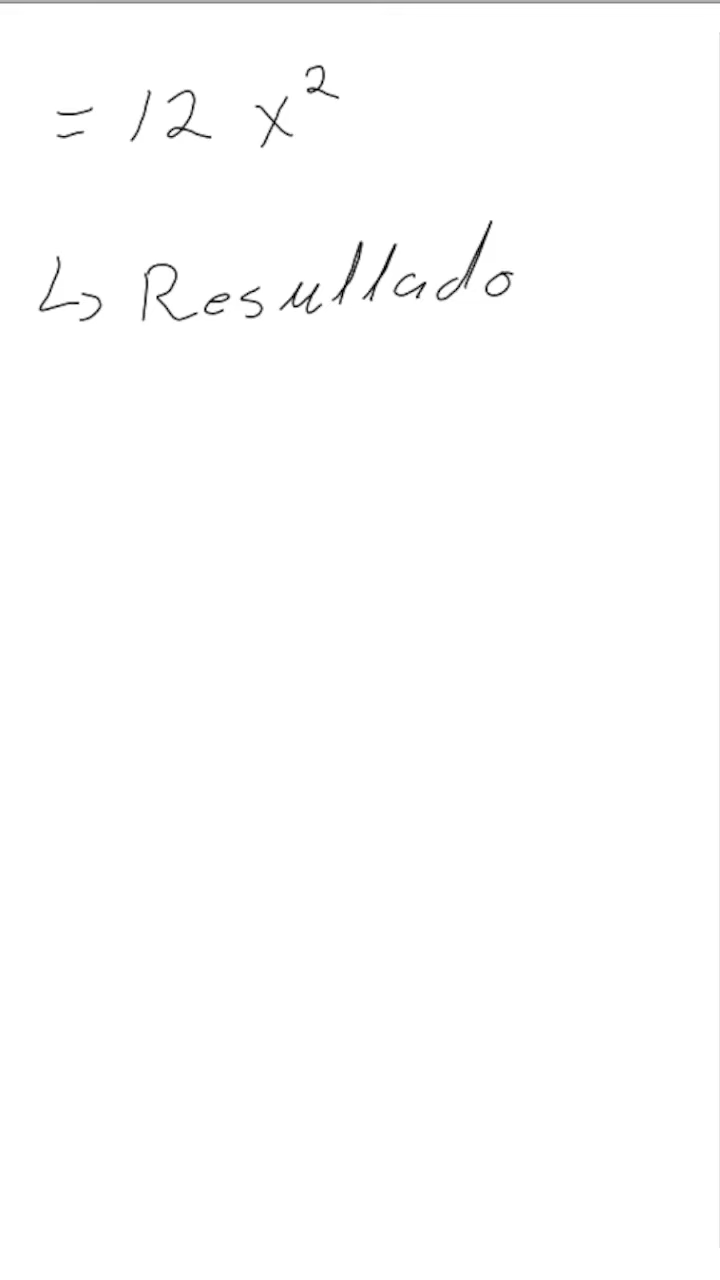 = 12 x²
↳ Resultado